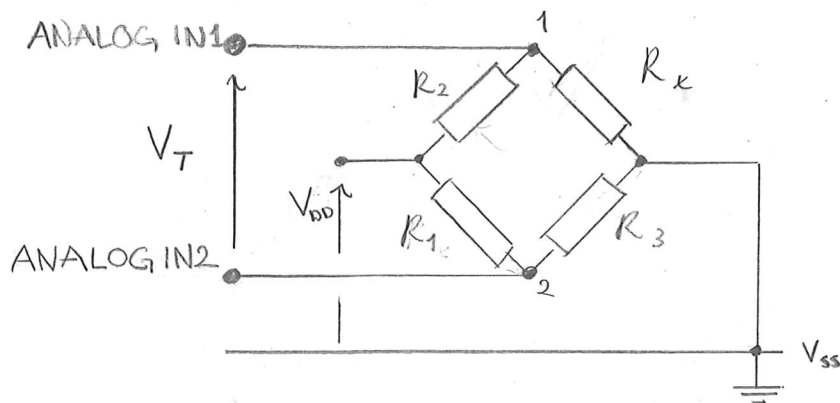 1
ANALOG IN1
R2
Rx
VT
VDD
R1
R3
ANALOG IN2
2
Vss